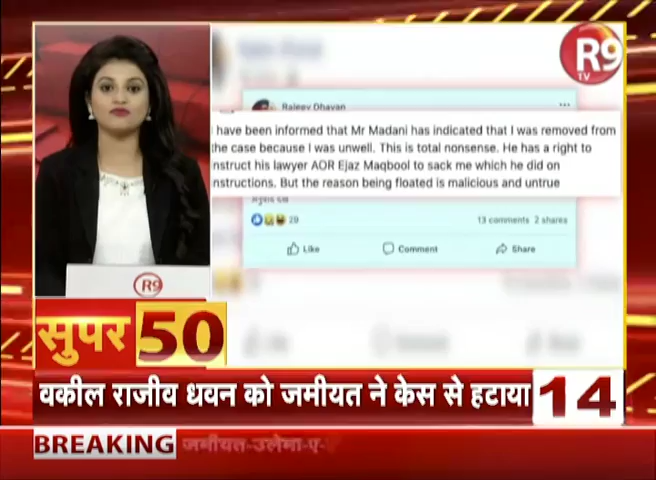 R9
TV
Rajeev Dhavan
have been informed that Mr Madani has indicated that I was removed from
the case because I was unwell. This is total nonsense. He has a right to
nstruct his lawyer AOR Ejaz Maqbool to sack me which he did on
nstructions. But the reason being floated is malicious and untrue
29
13 comments 2 shares
Like Comment Share
R9
सुपर 50
वकील राजीव धवन को जमीयत ने केस से हटाया 14
BREAKING जमीयत-उलेमा-ए-